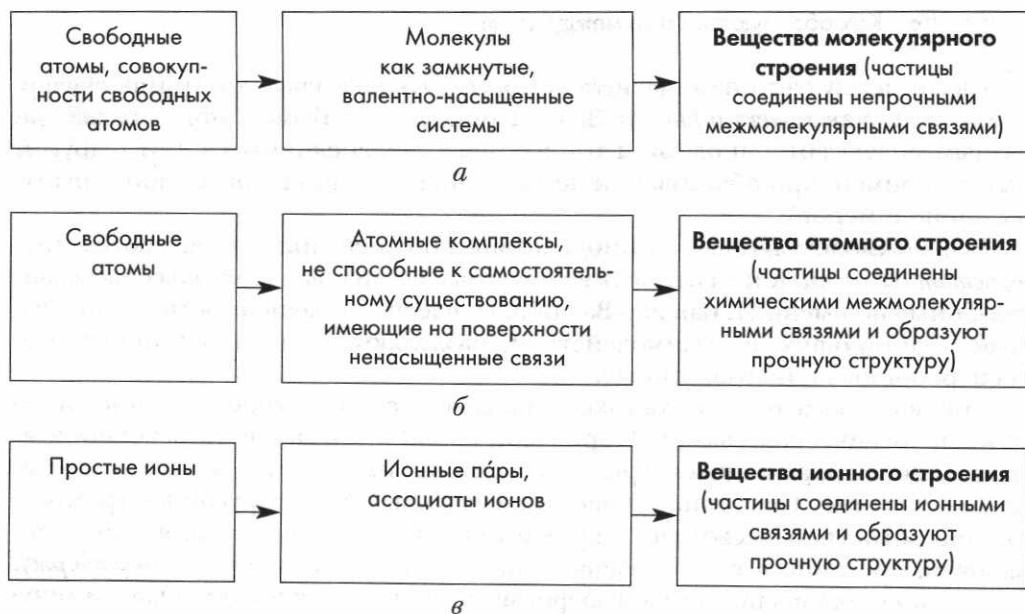 Свободные
атомы, совокуп-
ности свободных
атомов
Молекулы
как замкнутые,
валентно-насыщенные
системы
Вещества молекулярного
строения (частицы
соединены непрочными
межмолекулярными связями)
а
Свободные
атомы
Атомные комплексы,
не способные к самостоятель-
ному существованию,
имеющие на поверхности
ненасыщенные связи
Вещества атомного строения
(частицы соединены
химическими межмолекуляр-
ными связями и образуют
прочную структуру)
б
Простые ионы
Ионные па́ры,
ассоциаты ионов
Вещества ионного строения
(частицы соединены ионными
связями и образуют
прочную структуру)
в